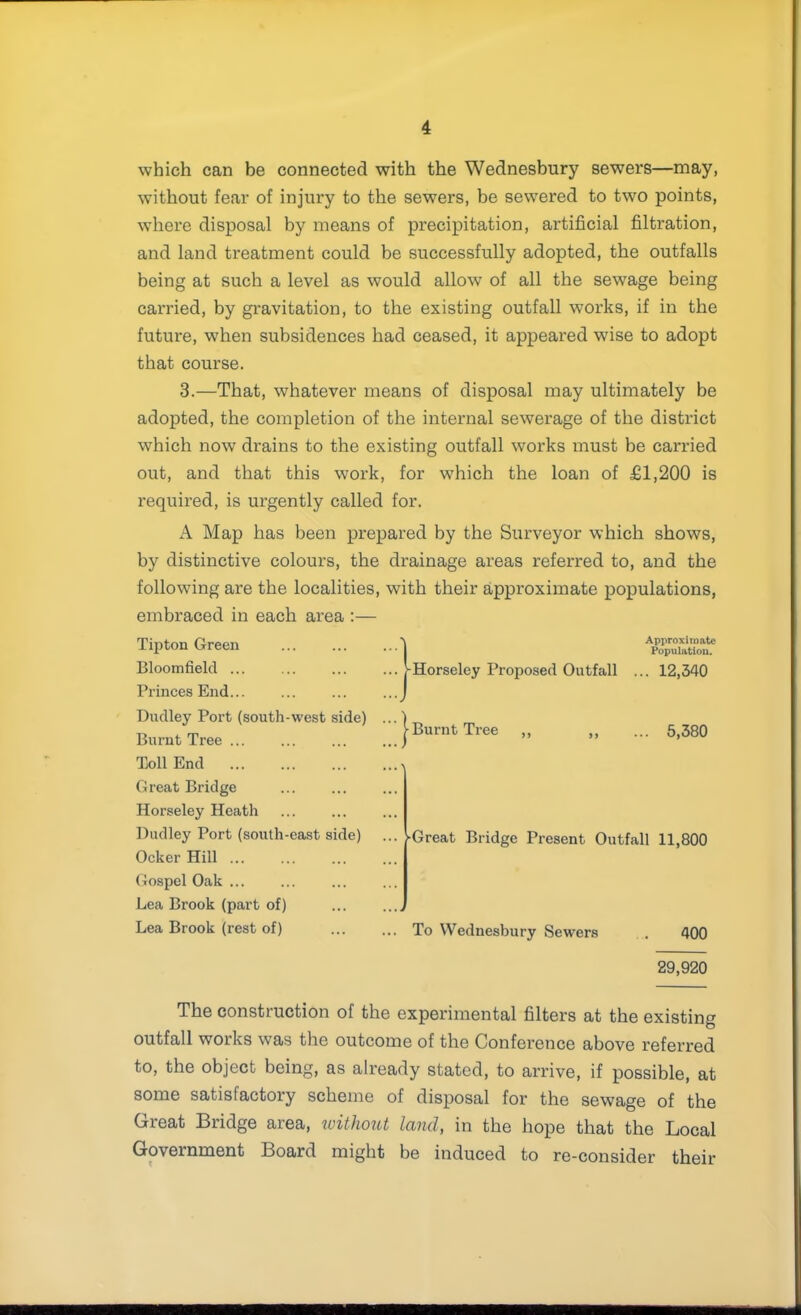 4
which can be connected with the Wednesbury sewers—may,
without fear of injury to the sewers, be sewered to two points,
where disposal by means of precipitation, artificial filtration,
and land treatment could be successfully adopted, the outfalls
being at such a level as would allow of all the sewage being
carried, by gravitation, to the existing outfall works, if in the
future, when subsidences had ceased, it appeared wise to adopt
that course.
3.—That, whatever means of disposal may ultimately be
adopted, the completion of the internal sewerage of the district
which now drains to the existing outfall works must be carried
out, and that this work, for which the loan of £1,200 is
required, is urgently called for.
A Map has been prepared by the Surveyor which shows,
by distinctive colours, the drainage areas referred to, and the
following are the localities, with their approximate populations,
embraced in each area :—
Approximate Population.
Tipton Green ... ... ...
Bloomfield ... ... ... ... Horseley Proposed Outfall ... 12,340
Princes End... ... ... ...
Dudley Port (south-west side) ...
Burnt Tree ... ... ... ... Burnt Tree ,, ,, ... 5,380
Toll End ... ... ... ...
Great Bridge ... ... ...
Horseley Heath ... ... ...
Dudley Port (south-east side) ... Great Bridge Present Outfall 11,800
Ocker Hill ... ... ... ...
Gospel Oak ... ... ... ...
Lea Brook (part of) ... ...
Lea Brook (rest of) ... ... To Wednesbury Sewers . 400
29,920
The construction of the experimental filters at the existing
outfall works was the outcome of the Conference above referred
to, the object being, as already stated, to arrive, if possible, at
some satisfactory scheme of disposal for the sewage of the
Great Bridge area, without land, in the hope that the Local
Government Board might be induced to re-consider their